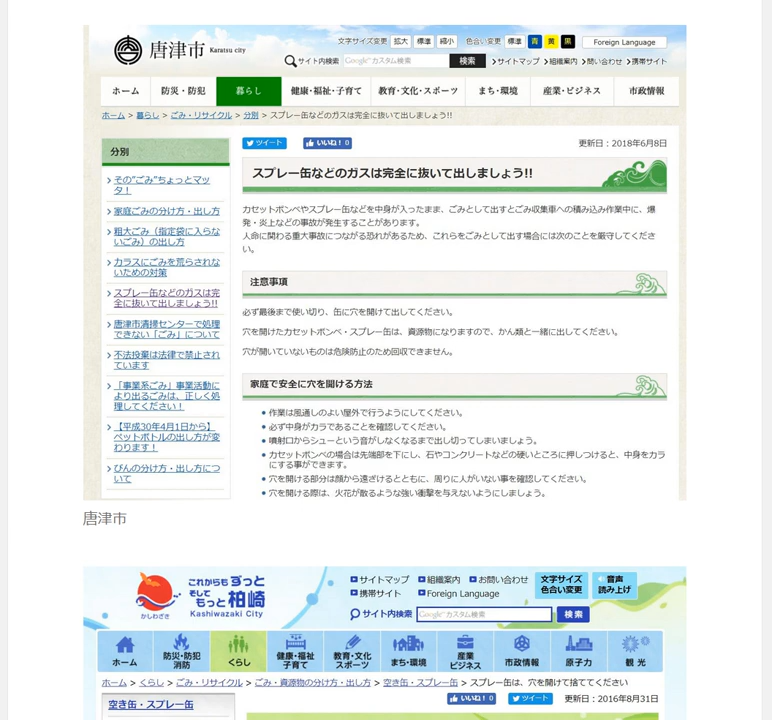 唐津市 Karatsu city
文字サイズ変更 拡大 標準 縮小 色合い変更 標準 青 黄 黒 Foreign Language
サイト内検索 Google カスタム検索 検索 サイトマップ 組織案内 問い合わせ 携帯サイト
ホーム 防災・防犯 暮らし 健康・福祉・子育て 教育・文化・スポーツ まち・環境 産業・ビジネス 市政情報
ホーム > 暮らし > ごみ・リサイクル > 分別 > スプレー缶などのガスは完全に抜いて出しましょう!!
分別
その“ごみ”ちょっとマッ
タ！
家庭ごみの分け方・出し方
粗大ごみ（指定袋に入らな
いごみ）の出し方
カラスにごみを荒らされな
いための対策
スプレー缶などのガスは完
全に抜いて出しましょう!!
唐津市清掃センターで処理
できない「ごみ」について
不法投棄は法律で禁止され
ています
「事業系ごみ」事業活動に
より出るごみは、正しく処
理してください！
【平成30年4月1日から】
ペットボトルの出し方が変
わります！
びんの分け方・出し方につ
いて
ツイート いいね！ 0 更新日：2018年6月8日
スプレー缶などのガスは完全に抜いて出しましょう!!
カセットボンベやスプレー缶などを中身が入ったまま、ごみとして出すとごみ収集車への積み込み作業中に、爆
発・炎上などの事故が発生することがあります。
人命に関わる重大事故につながる恐れがあるため、これらをごみとして出す場合には次のことを厳守してくださ
い。
注意事項
必ず最後まで使い切り、缶に穴を開けて出してください。
穴を開けたカセットボンベ・スプレー缶は、資源物になりますので、かん類と一緒に出してください。
穴が開いていないものは危険防止のため回収できません。
家庭で安全に穴を開ける方法
作業は風通しのよい屋外で行うようにしてください。
必ず中身がカラであることを確認してください。
噴射口からシューという音がしなくなるまで出し切ってしまいましょう。
カセットボンベの場合は先端部を下にし、石やコンクリートなどの硬いところに押しつけると、中身をカラ
にする事ができます。
穴を開ける部分は顔から遠ざけるとともに、周りに人がいない事を確認してください。
穴を開ける際は、火花が散るような強い衝撃を与えないようにしましょう。
唐津市
かしわざき
これからも ずっと
そして
もっと 柏崎
Kashiwazaki City
サイトマップ 組織案内 お問い合わせ
携帯サイト Foreign Language
文字サイズ
色合い変更
音声
読み上げ
サイト内検索 Google カスタム検索 検索
ホーム
防災・防犯
消防
くらし
健康・福祉
子育て
教育・文化
スポーツ
まち・環境
産業
ビジネス
市政情報
原子力
観 光
ホーム > くらし > ごみ・リサイクル > ごみ・資源物の分け方・出し方 > 空き缶・スプレー缶 > スプレー缶は、穴を開けて捨ててください
空き缶・スプレー缶
いいね！ 0 ツイート 更新日：2016年8月31日